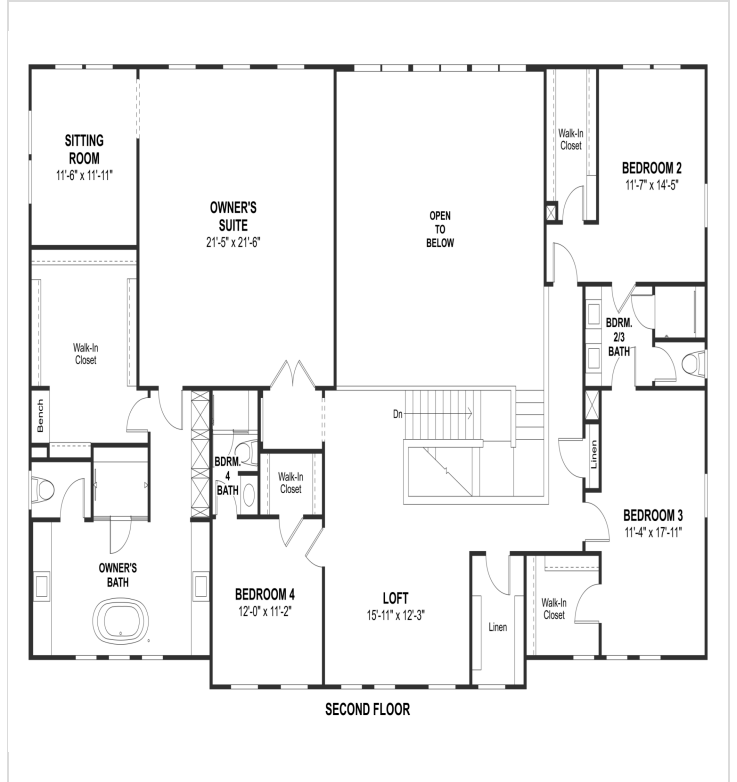 SITTING
ROOM
11'-6" x 11'-11"
OWNER'S
SUITE
21'-5" x 21'-6"
OPEN
TO
BELOW
Walk-In
Closet
BEDROOM 2
11'-7" x 14'-5"
Walk-In
Closet
Bench
BDRM.
2/3
BATH
Dn
Linen
BDRM.
4
BATH
Walk-In
Closet
BEDROOM 3
11'-4" x 17'-11"
OWNER'S
BATH
BEDROOM 4
12'-0" x 11'-2"
LOFT
15'-11" x 12'-3"
Linen
Walk-In
Closet
SECOND FLOOR